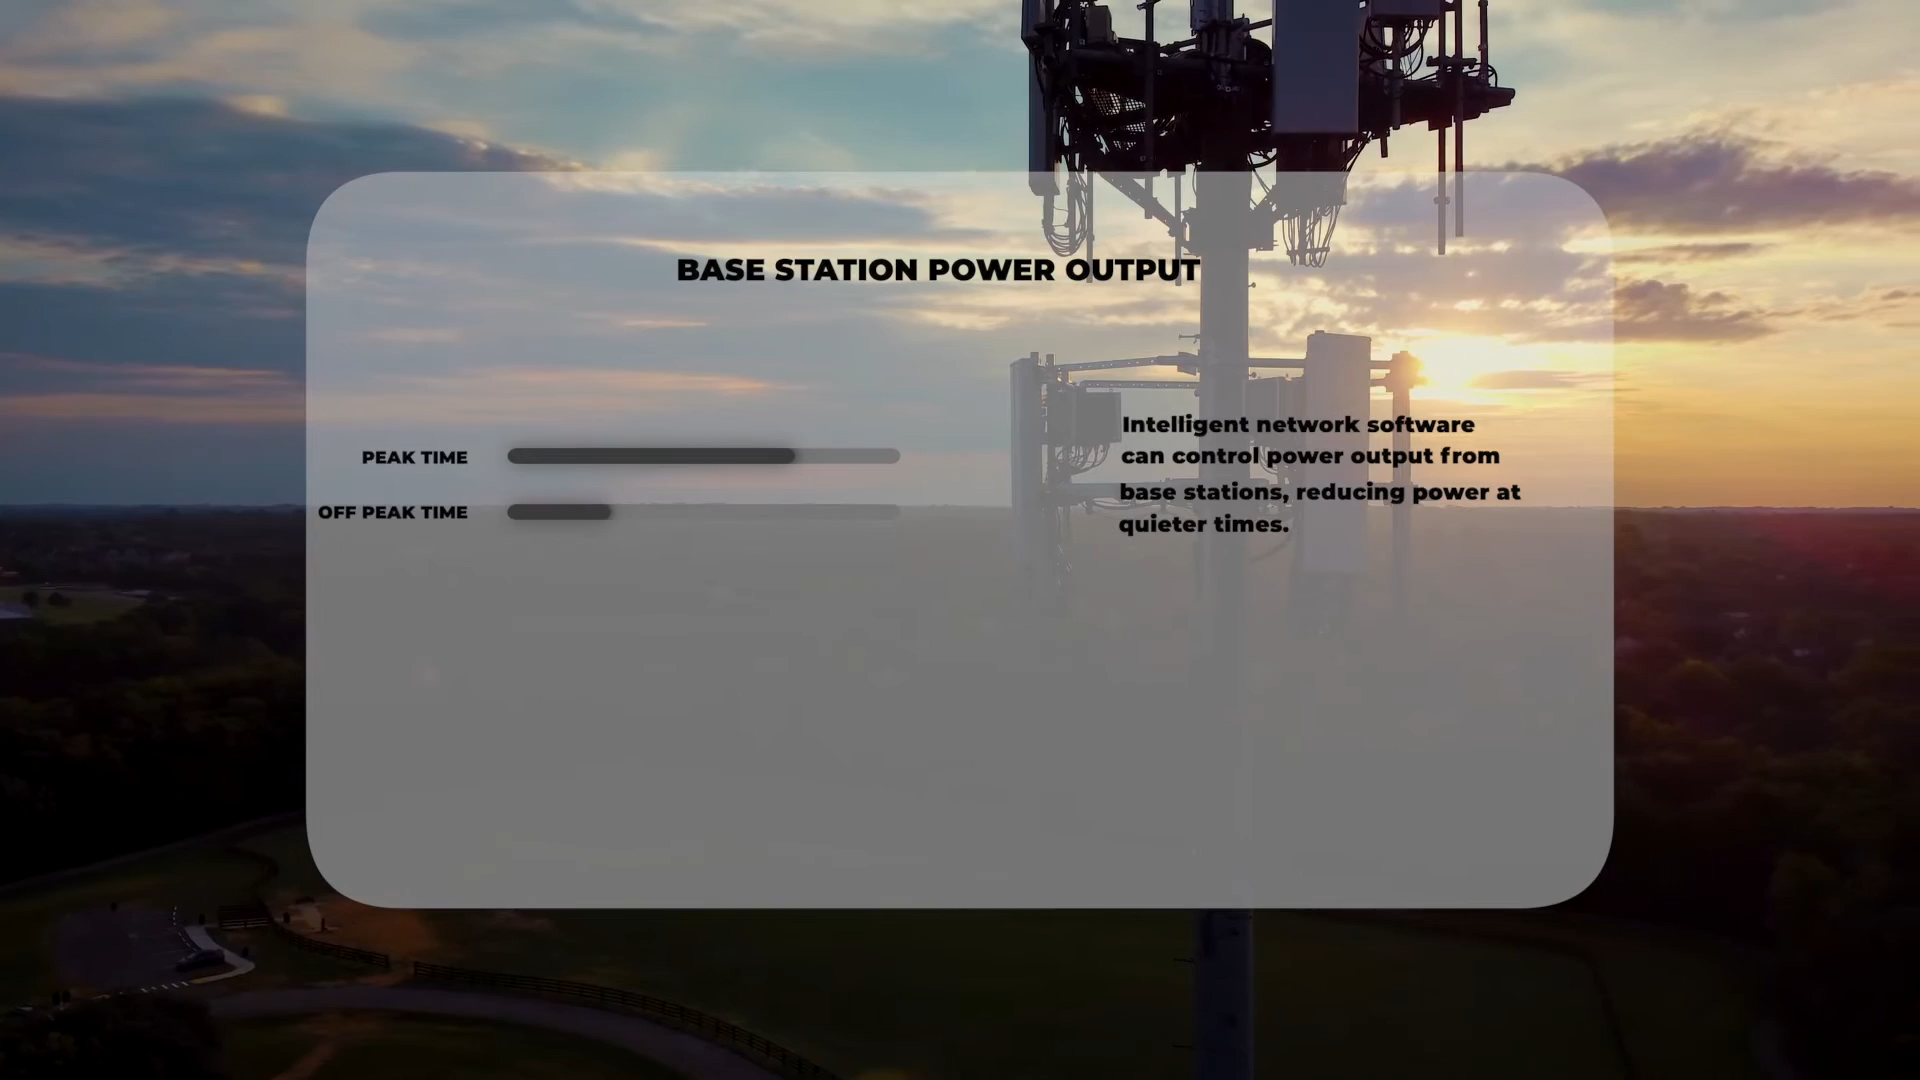 BASE STATION POWER OUTPUT
PEAK TIME
OFF PEAK TIME
Intelligent network software
can control power output from
base stations, reducing power at
quieter times.